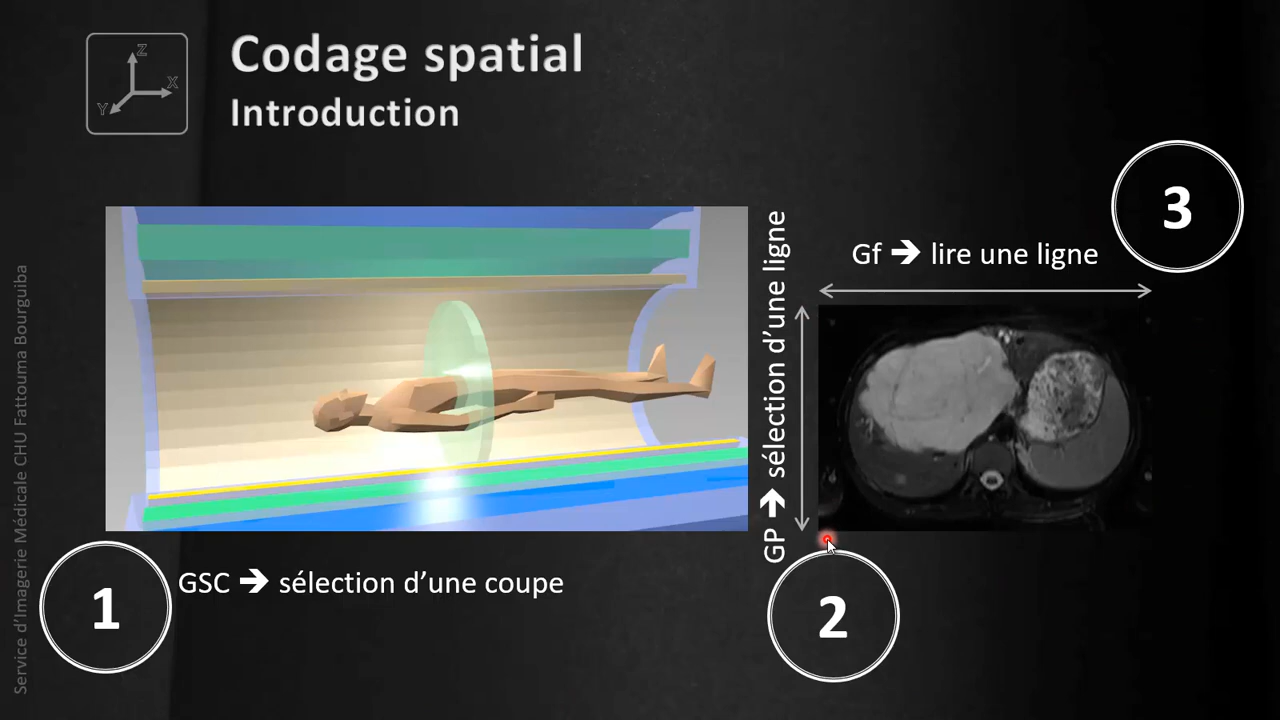 Codage spatial
Introduction
Z
X
Y
Service d'Imagerie Médicale CHU Fattouma Bourguiba
GSC ➔ sélection d'une coupe
1
GP ➔ sélection d'une ligne
2
Gf ➔ lire une ligne
3